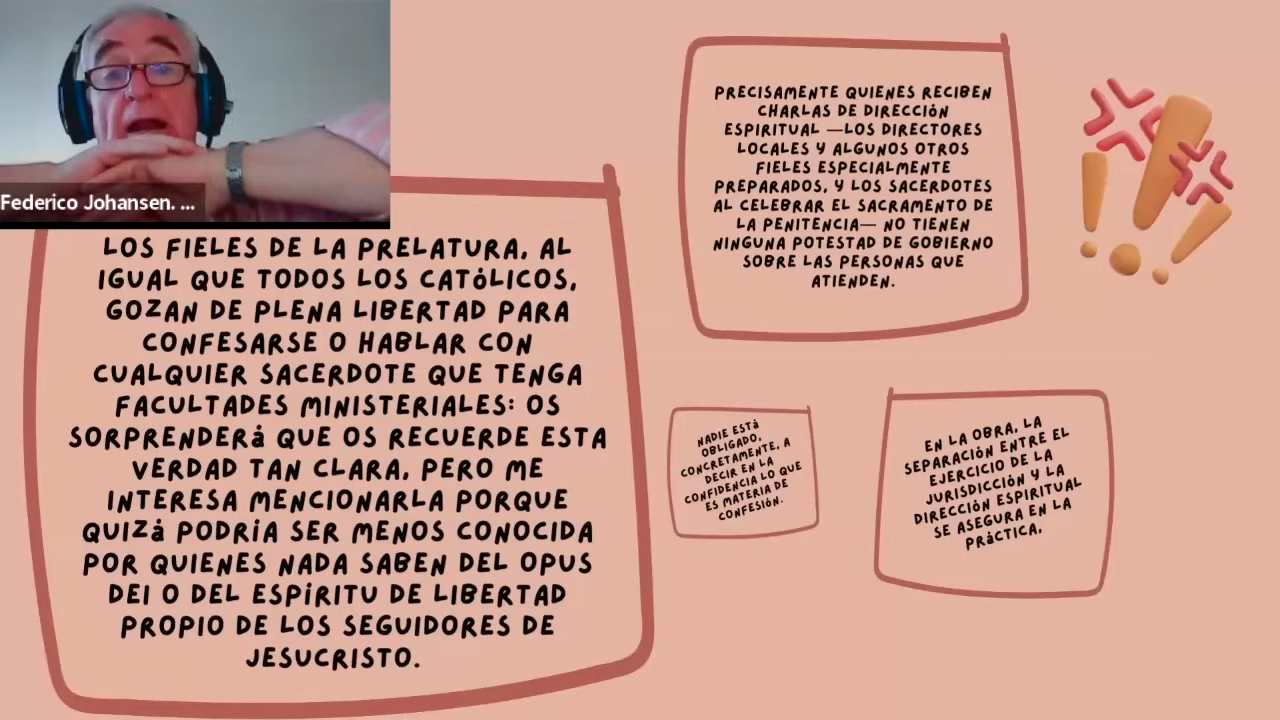 Federico Johansen. ...
LOS FIELES DE LA PRELATURA, AL
IGUAL QUE TODOS LOS CATÓLICOS,
GOZAN DE PLENA LIBERTAD PARA
CONFESARSE O HABLAR CON
CUALQUIER SACERDOTE QUE TENGA
FACULTADES MINISTERIALES: OS
SORPRENDERÁ QUE OS RECUERDE ESTA
VERDAD TAN CLARA, PERO ME
INTERESA MENCIONARLA PORQUE
QUIZÁ PODRÍA SER MENOS CONOCIDA
POR QUIENES NADA SABEN DEL OPUS
DEI O DEL ESPÍRITU DE LIBERTAD
PROPIO DE LOS SEGUIDORES DE
JESUCRISTO.
PRECISAMENTE QUIENES RECIBEN
CHARLAS DE DIRECCIÓN
ESPIRITUAL —LOS DIRECTORES
LOCALES Y ALGUNOS OTROS
FIELES ESPECIALMENTE
PREPARADOS, Y LOS SACERDOTES
AL CELEBRAR EL SACRAMENTO DE
LA PENITENCIA— NO TIENEN
NINGUNA POTESTAD DE GOBIERNO
SOBRE LAS PERSONAS QUE
ATIENDEN.
NADIE ESTÁ
OBLIGADO,
CONCRETAMENTE, A
DECIR EN LA
CONFIDENCIA LO QUE
ES MATERIA DE
CONFESIÓN.
EN LA OBRA, LA
SEPARACIÓN ENTRE EL
EJERCICIO DE LA
JURISDICCIÓN Y LA
DIRECCIÓN ESPIRITUAL
SE ASEGURA EN LA
PRÁCTICA.